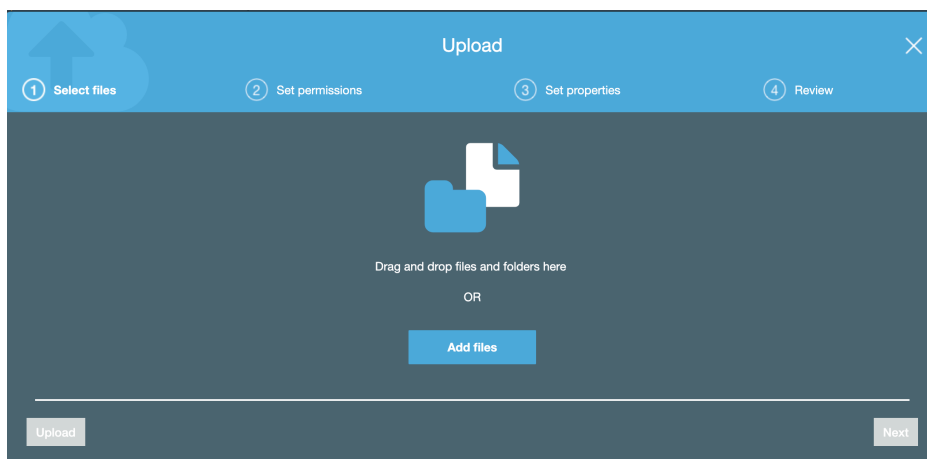 Upload
1 Select files
2 Set permissions
3 Set properties
4 Review
Drag and drop files and folders here
OR
Add files
Upload
Next